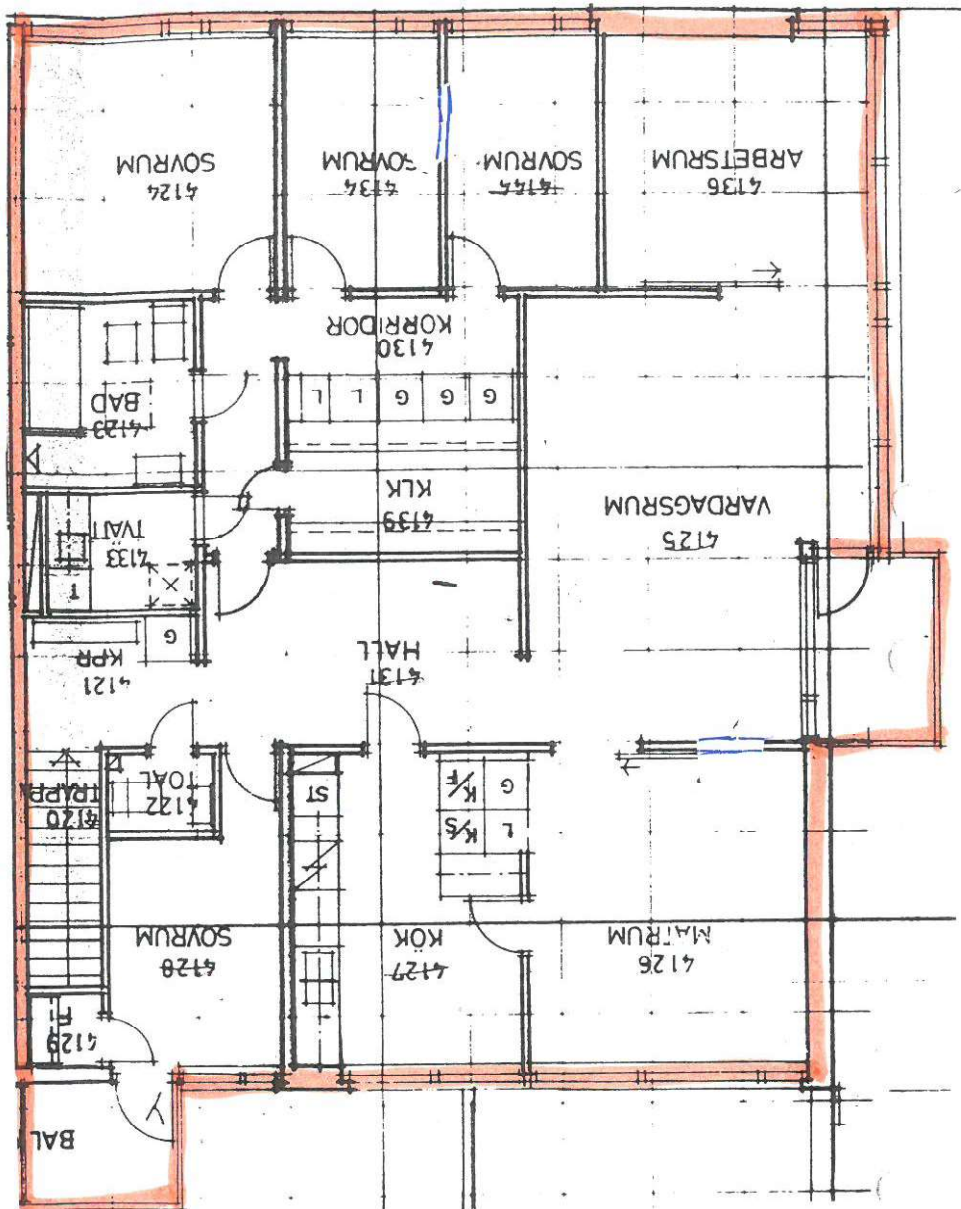 BAL
Y
4129
F
4126
MATRUM
4127
KÖK
4128
SOVRUM
L
K/S
G
K/F
ST
4122
TOAL
4120
TRAPP
4131
HALL
4121
KPR
G
T
4133
TVÄTT
4125
VARDAGSRUM
4139
KLK
4123
BAD
G
G
G
L
L
4130
KORRIDOR
4136
ARBETSRUM
4144
SOVRUM
4134
SOVRUM
4124
SOVRUM